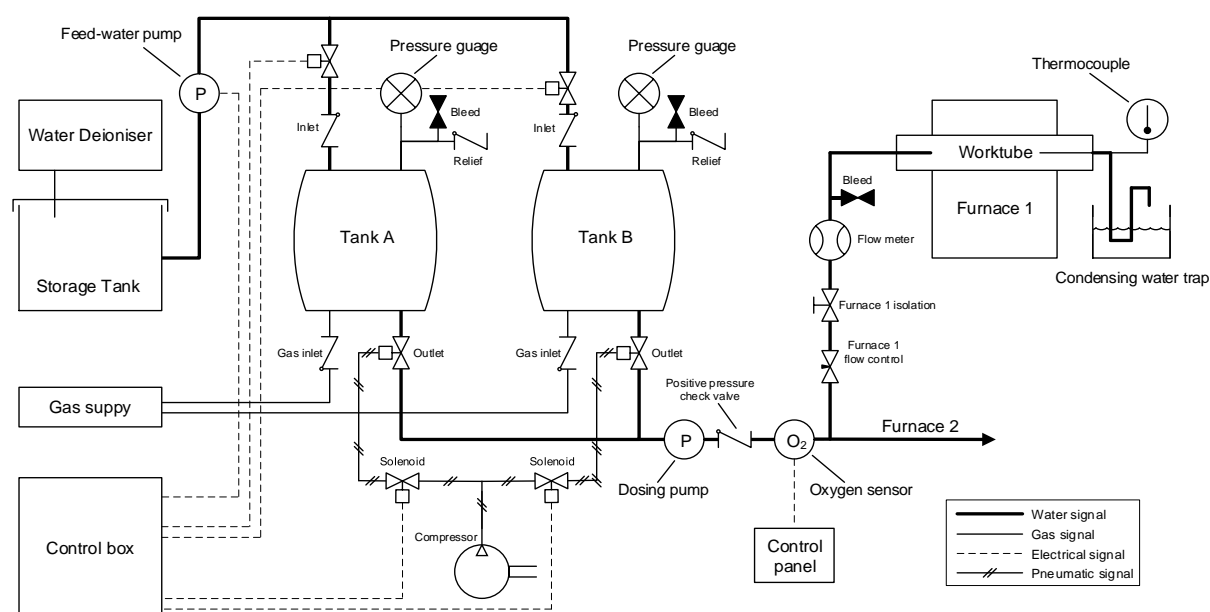 Feed-water pump
P
Water Deioniser
Storage Tank
Pressure guage
Bleed
Inlet
Relief
Tank A
Pressure guage
Bleed
Inlet
Relief
Tank B
Thermocouple
Worktube
Furnace 1
Bleed
Flow meter
Condensing water trap
Furnace 1 isolation
Furnace 1
flow control
Gas inlet
Outlet
Gas inlet
Outlet
Gas suppy
Positive pressure
check valve
P
O2
Furnace 2
Solenoid
Solenoid
Dosing pump
Oxygen sensor
Control box
Compressor
Control
panel
Water signal
Gas signal
Electrical signal
Pneumatic signal